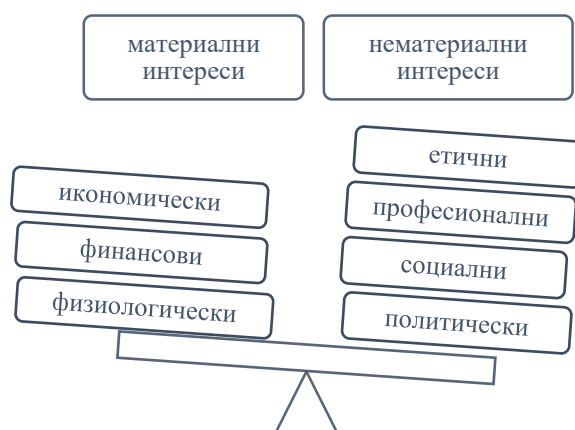 материални
интереси
нематериални
интереси
икономически
финансови
физиологически
етични
професионални
социални
политически